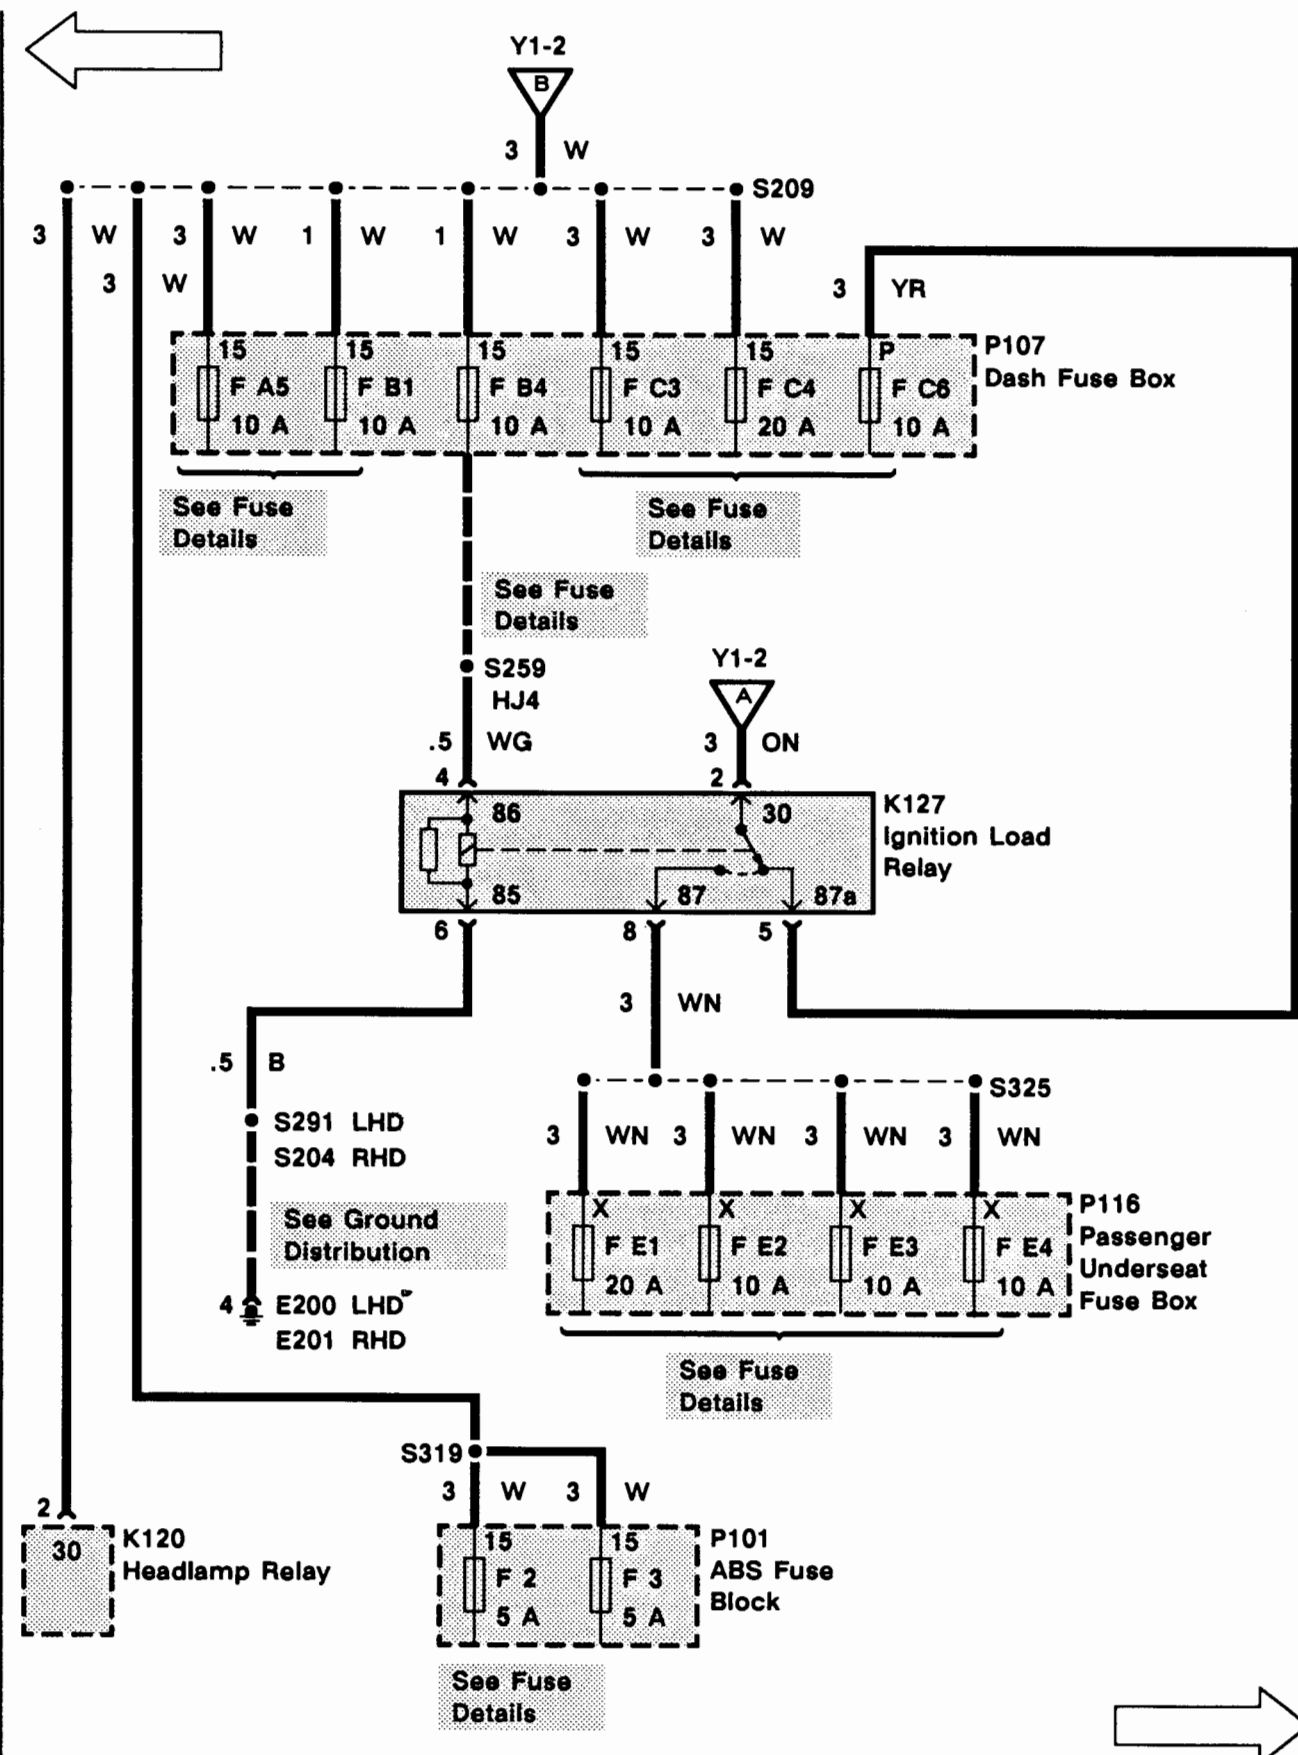 Y1-2
B
3 W
S209
3 W 3 W 1 W 1 W 3 W 3 W
3 W
3 YR
15 15 15 15 15 P
F A5 F B1 F B4 F C3 F C4 F C6
10 A 10 A 10 A 10 A 20 A 10 A
P107
Dash Fuse Box
See Fuse
Details
See Fuse
Details
See Fuse
Details
S259
HJ4
.5 WG
4
Y1-2
A
3 ON
2
86
30
85
87
87a
K127
Ignition Load
Relay
6
8
5
3 WN
.5 B
S291 LHD
S204 RHD
See Ground
Distribution
4
E200 LHD
E201 RHD
S325
3 WN 3 WN 3 WN 3 WN
X X X X
F E1 F E2 F E3 F E4
20 A 10 A 10 A 10 A
P116
Passenger
Underseat
Fuse Box
See Fuse
Details
S319
3 W 3 W
2
30
K120
Headlamp Relay
15 15
F 2 F 3
5 A 5 A
P101
ABS Fuse
Block
See Fuse
Details